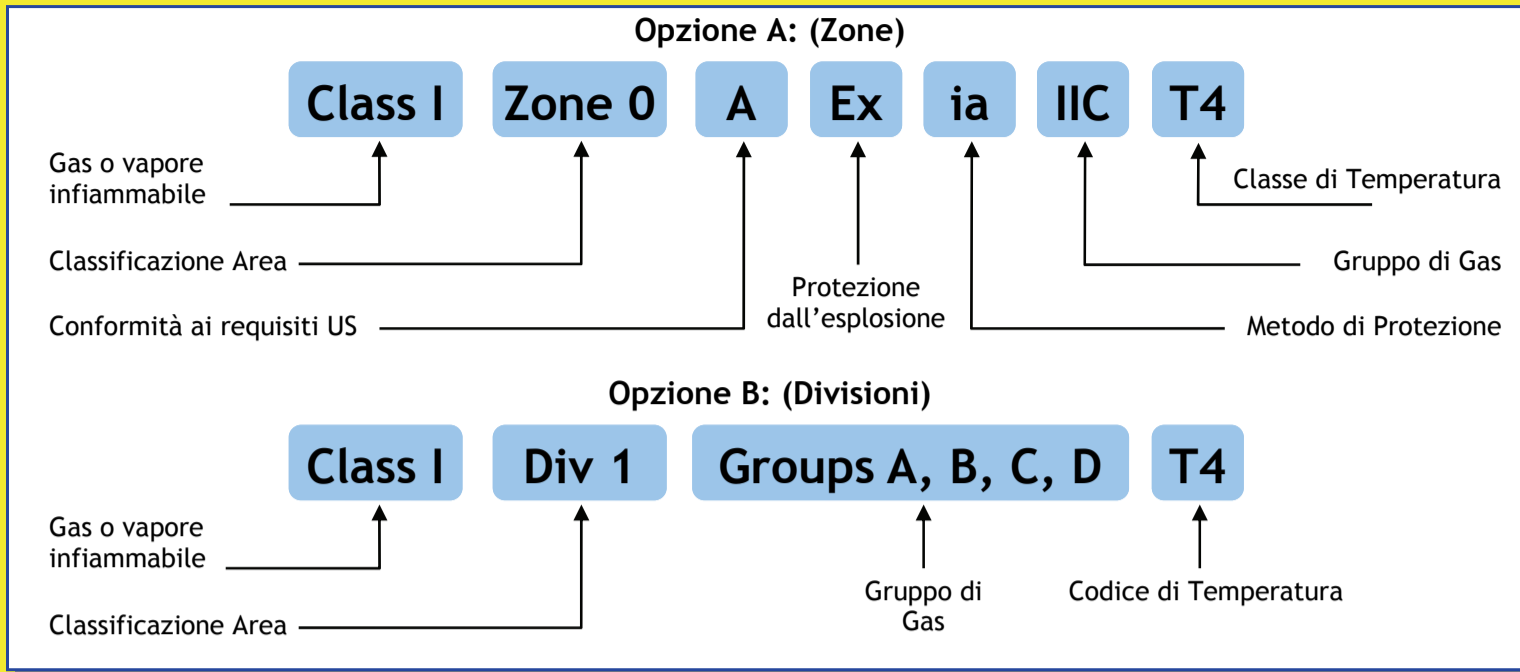 Opzione A: (Zone)
Class I Zone 0 A Ex ia IIC T4
Gas o vapore
infiammabile
Classe di Temperatura
Classificazione Area
Gruppo di Gas
Protezione
dall’esplosione
Conformità ai requisiti US
Metodo di Protezione
Opzione B: (Divisioni)
Class I Div 1 Groups A, B, C, D T4
Gas o vapore
infiammabile
Gruppo di
Gas
Codice di Temperatura
Classificazione Area